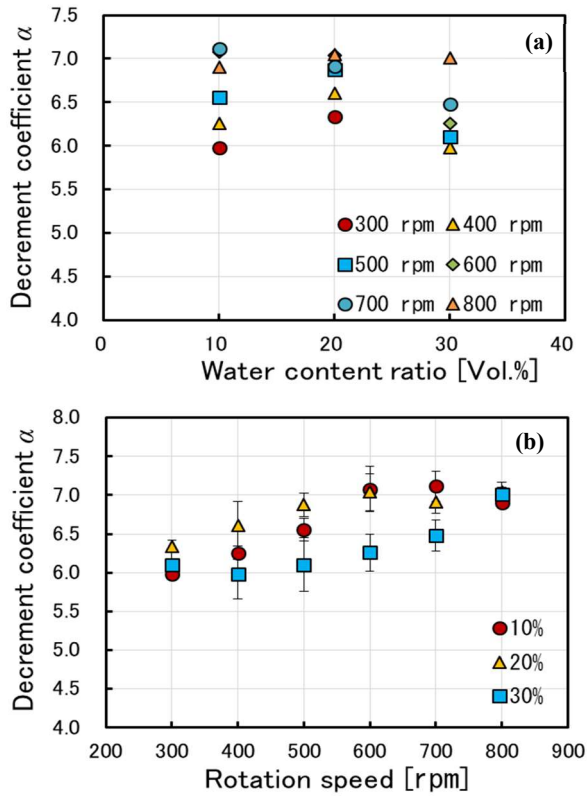 (a)
Decrement coefficient α
7.5
7.0
6.5
6.0
5.5
5.0
4.5
4.0
300 rpm 400 rpm
500 rpm 600 rpm
700 rpm 800 rpm
0 10 20 30 40
Water content ratio [Vol.%]
(b)
Decrement coefficient α
8.0
7.5
7.0
6.5
6.0
5.5
5.0
4.5
4.0
10%
20%
30%
200 300 400 500 600 700 800 900
Rotation speed [rpm]